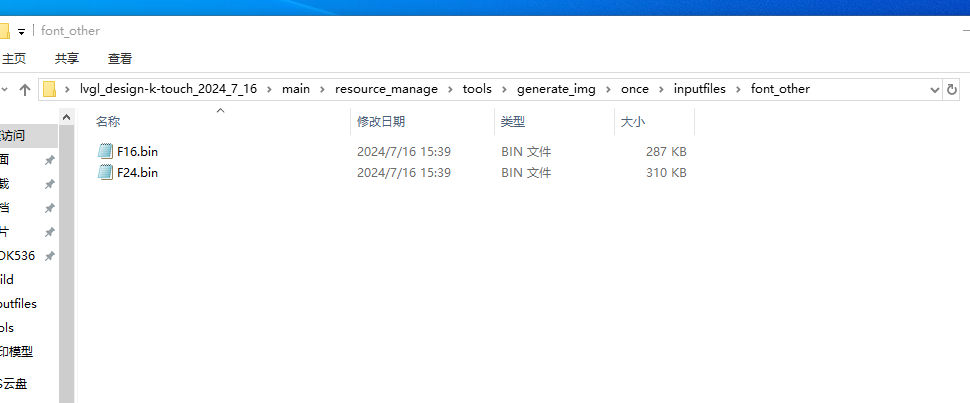 font_other
主页 共享 查看
lvgl_design-k-touch_2024_7_16 main resource_manage tools generate_img once inputfiles font_other
名称 修改日期 类型 大小
访问
F16.bin 2024/7/16 15:39 BIN 文件 287 KB
面
F24.bin 2024/7/16 15:39 BIN 文件 310 KB
载
档
片
DK536
ild
putfiles
ols
印模型
S云盘